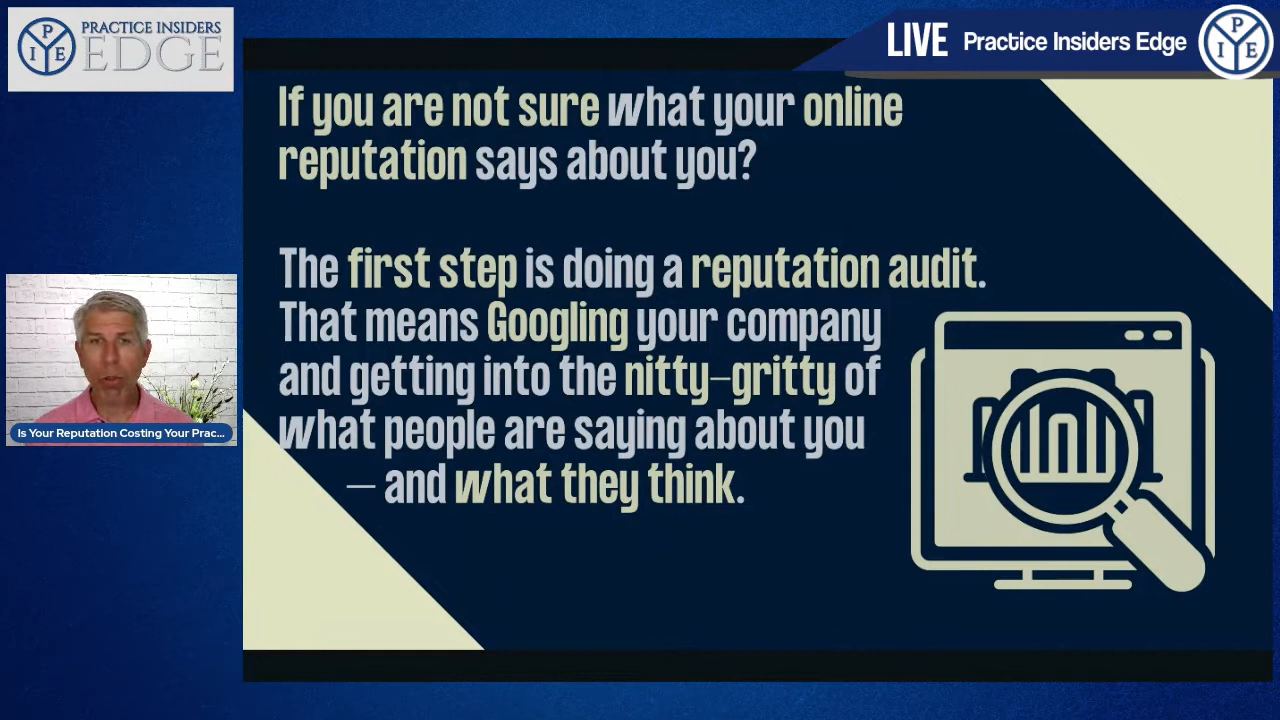 PRACTICE INSIDERS
EDGE
P
I Y E
LIVE Practice Insiders Edge
P
I Y E
If you are not sure what your online
reputation says about you?
The first step is doing a reputation audit.
That means Googling your company
and getting into the nitty-gritty of
what people are saying about you
– and what they think.
Is Your Reputation Costing Your Prac...